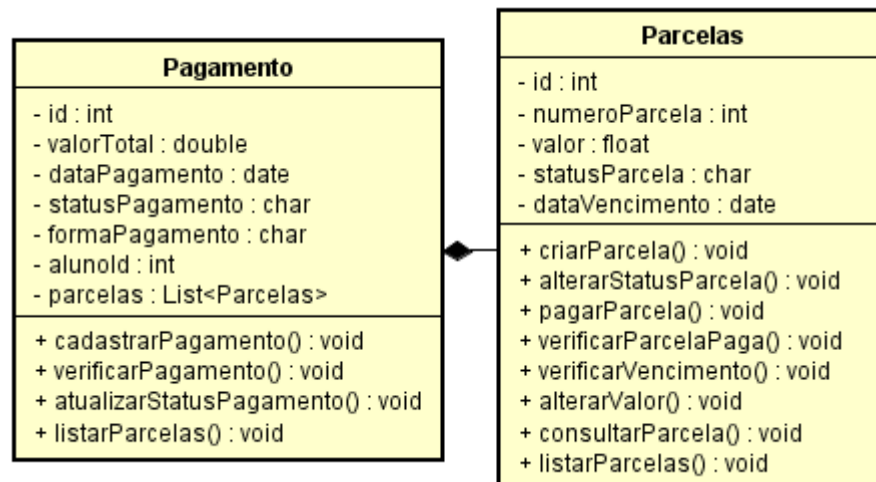 Pagamento
- id : int
- valorTotal : double
- dataPagamento : date
- statusPagamento : char
- formaPagamento : char
- alunoId : int
- parcelas : List<Parcelas>
+ cadastrarPagamento() : void
+ verificarPagamento() : void
+ atualizarStatusPagamento() : void
+ listarParcelas() : void
Parcelas
- id : int
- numeroParcela : int
- valor : float
- statusParcela : char
- dataVencimento : date
+ criarParcela() : void
+ alterarStatusParcela() : void
+ pagarParcela() : void
+ verificarParcelaPaga() : void
+ verificarVencimento() : void
+ alterarValor() : void
+ consultarParcela() : void
+ listarParcelas() : void